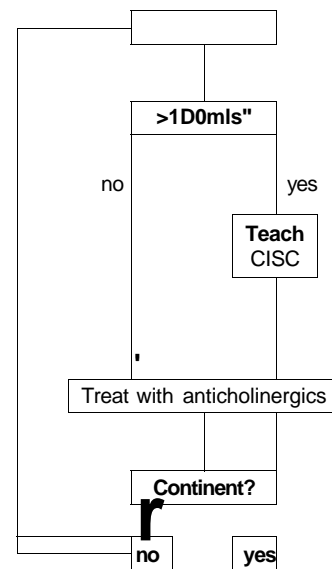 >1D0mls"
no
yes
Teach
CISC
'
Treat with anticholinergics
Continent?
r
no
yes